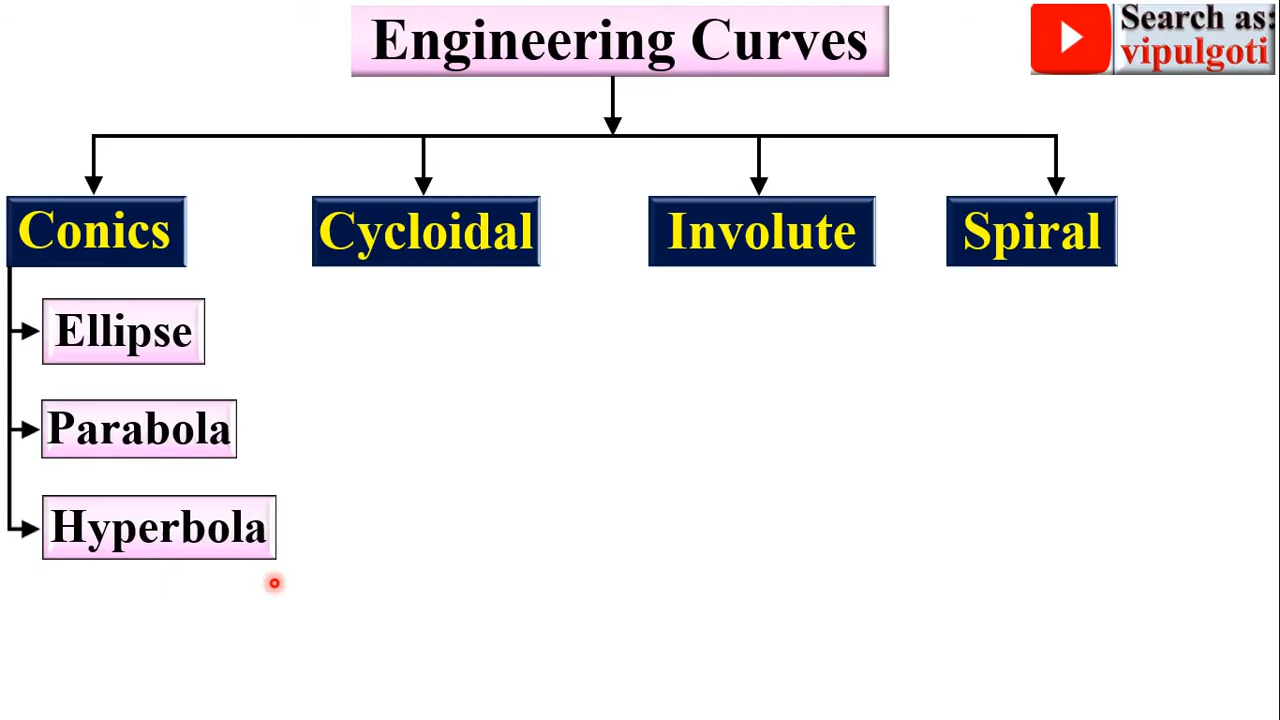 Engineering Curves
Search as:
vipulgoti
Conics
Cycloidal
Involute
Spiral
Ellipse
Parabola
Hyperbola